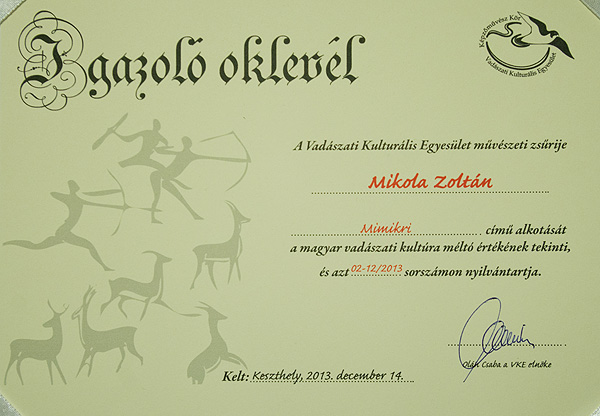 Igazoló oklevél
Képzőművész Kör
Vadászati Kulturális Egyesület
A Vadászati Kulturális Egyesület művészeti zsűrije
Mikola Zoltán
Mimikri című alkotását
a magyar vadászati kultúra méltó értékének tekinti,
és azt 02-12/2013 sorszámon nyilvántartja.
Oláh Csaba a VKE elnöke
Kelt: Keszthely, 2013. december 14.